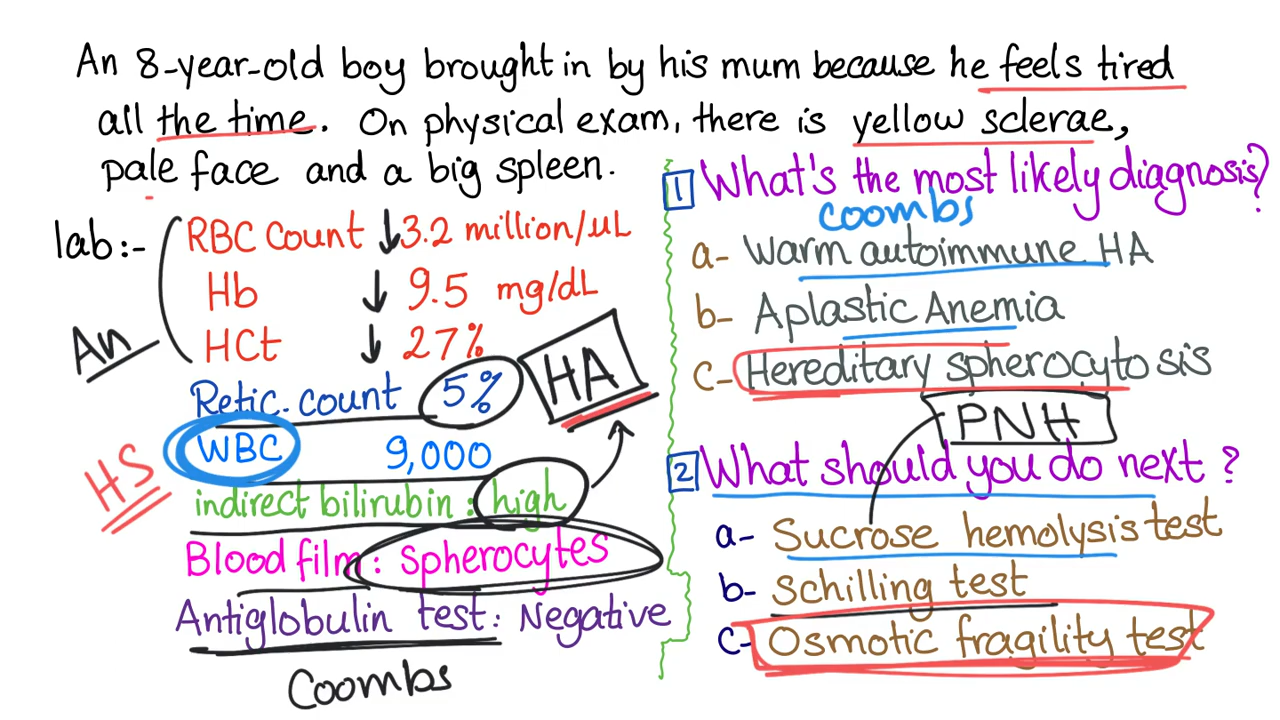 An 8-year-old boy brought in by his mum because he feels tired
all the time. On physical exam, there is yellow sclerae,
pale face and a big spleen.
lab:-
RBC Count ↓ 3.2 million/uL
Hb ↓ 9.5 mg/dL
HCt ↓ 27%
An
Retic. count 5%
HA
WBC 9,000
HS
indirect bilirubin : high
Blood film : spherocytes
Antiglobulin test : Negative
Coombs
1 What's the most likely diagnosis?
coombs
a- Warm autoimmune HA
b- Aplastic Anemia
c- Hereditary spherocytosis
PNH
2 What should you do next ?
a- Sucrose hemolysis test
b- Schilling test
c- Osmotic fragility test